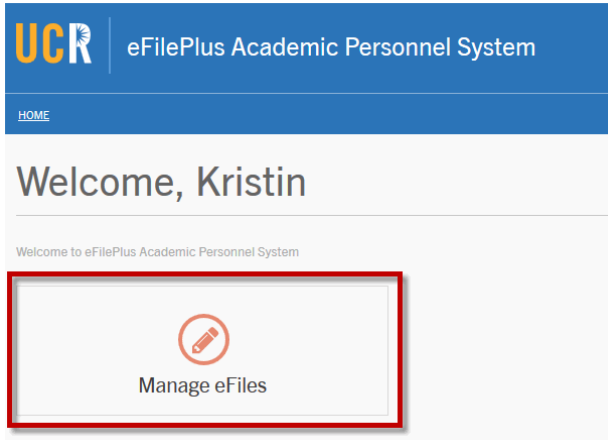 UCR
eFilePlus Academic Personnel System
HOME
Welcome, Kristin
Welcome to eFilePlus Academic Personnel System
Manage eFiles